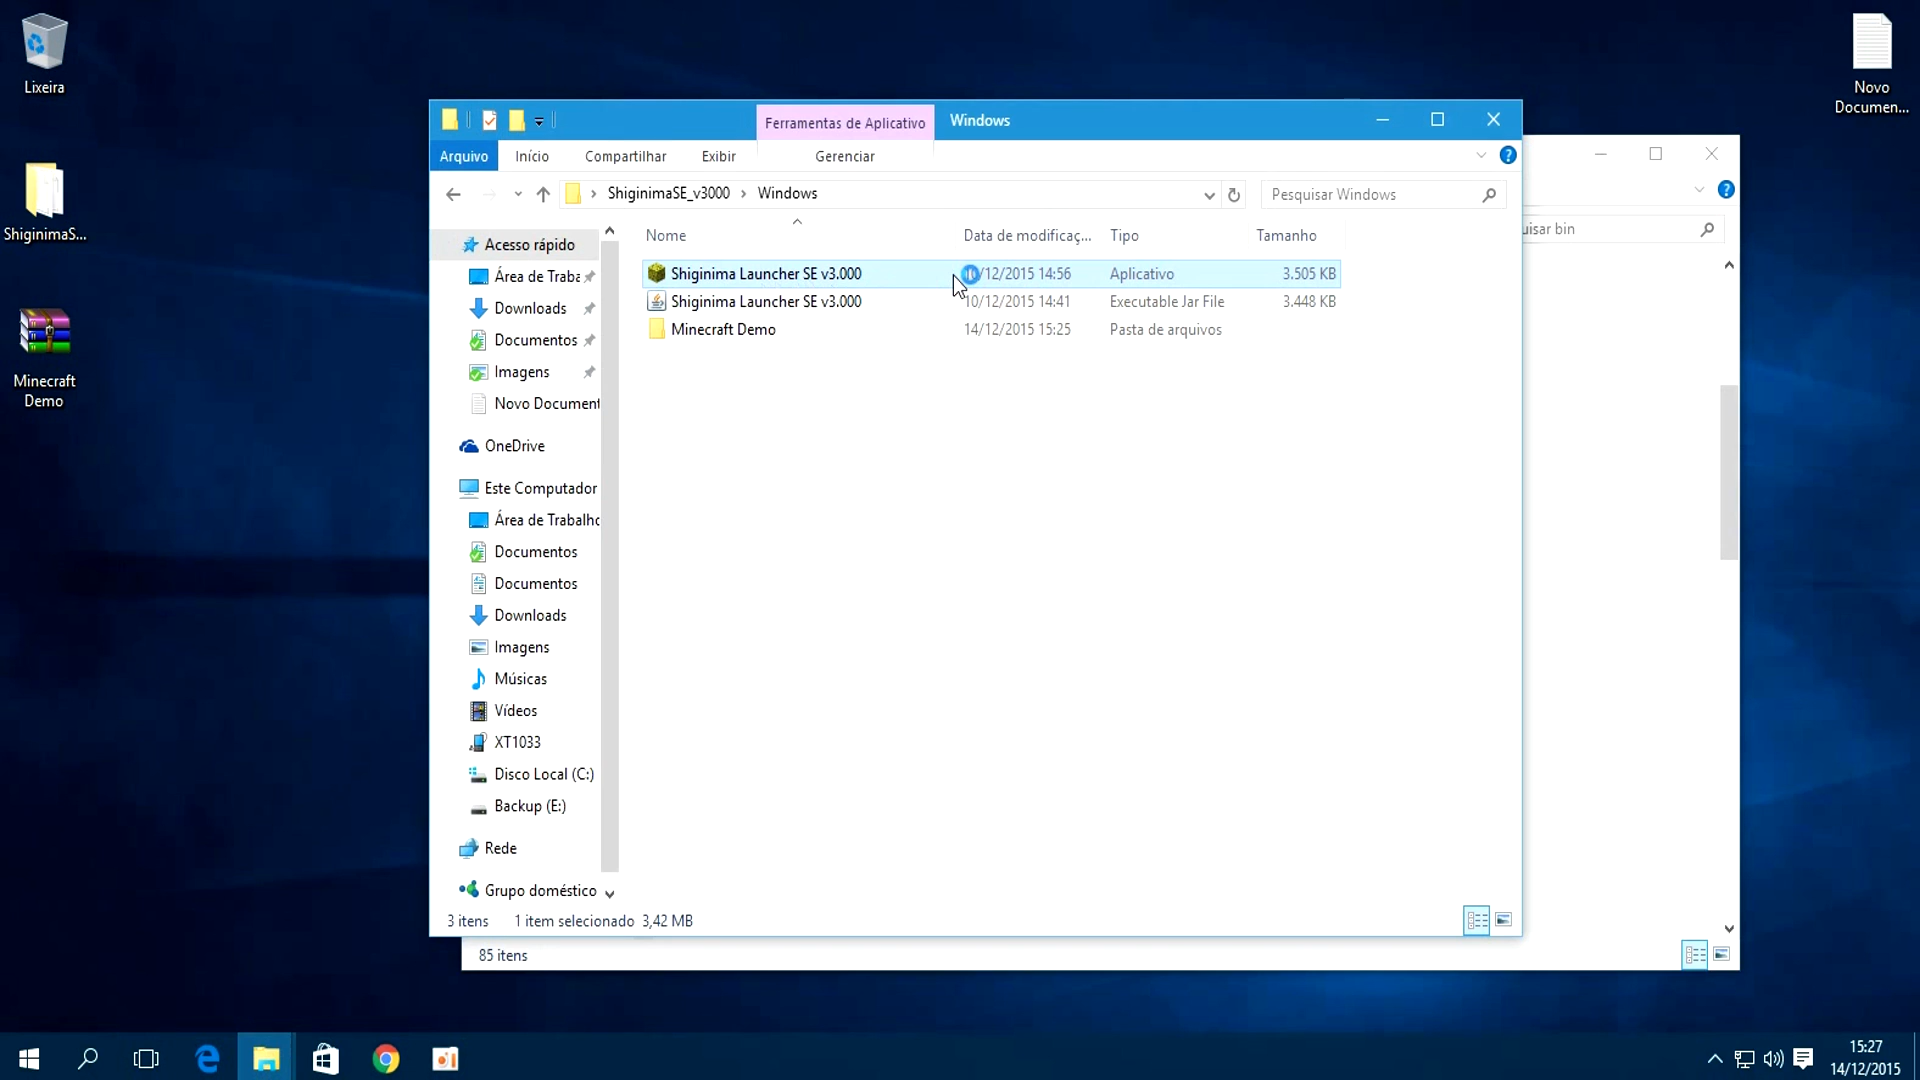 Lixeira
ShiginimaS...
Minecraft
Demo
Novo
Documen...
Ferramentas de Aplicativo
Windows
Arquivo
Início
Compartilhar
Exibir
Gerenciar
ShiginimaSE_v3000 › Windows
Pesquisar Windows
isar bin
Nome
Data de modificaç...
Tipo
Tamanho
Shiginima Launcher SE v3.000
/12/2015 14:56
Aplicativo
3.505 KB
Shiginima Launcher SE v3.000
10/12/2015 14:41
Executable Jar File
3.448 KB
Minecraft Demo
14/12/2015 15:25
Pasta de arquivos
Acesso rápido
Área de Traba
Downloads
Documentos
Imagens
Novo Document
OneDrive
Este Computador
Área de Trabalho
Documentos
Documentos
Downloads
Imagens
Músicas
Vídeos
XT1033
Disco Local (C:)
Backup (E:)
Rede
Grupo doméstico
3 itens
1 item selecionado 3,42 MB
85 itens
15:27
14/12/2015